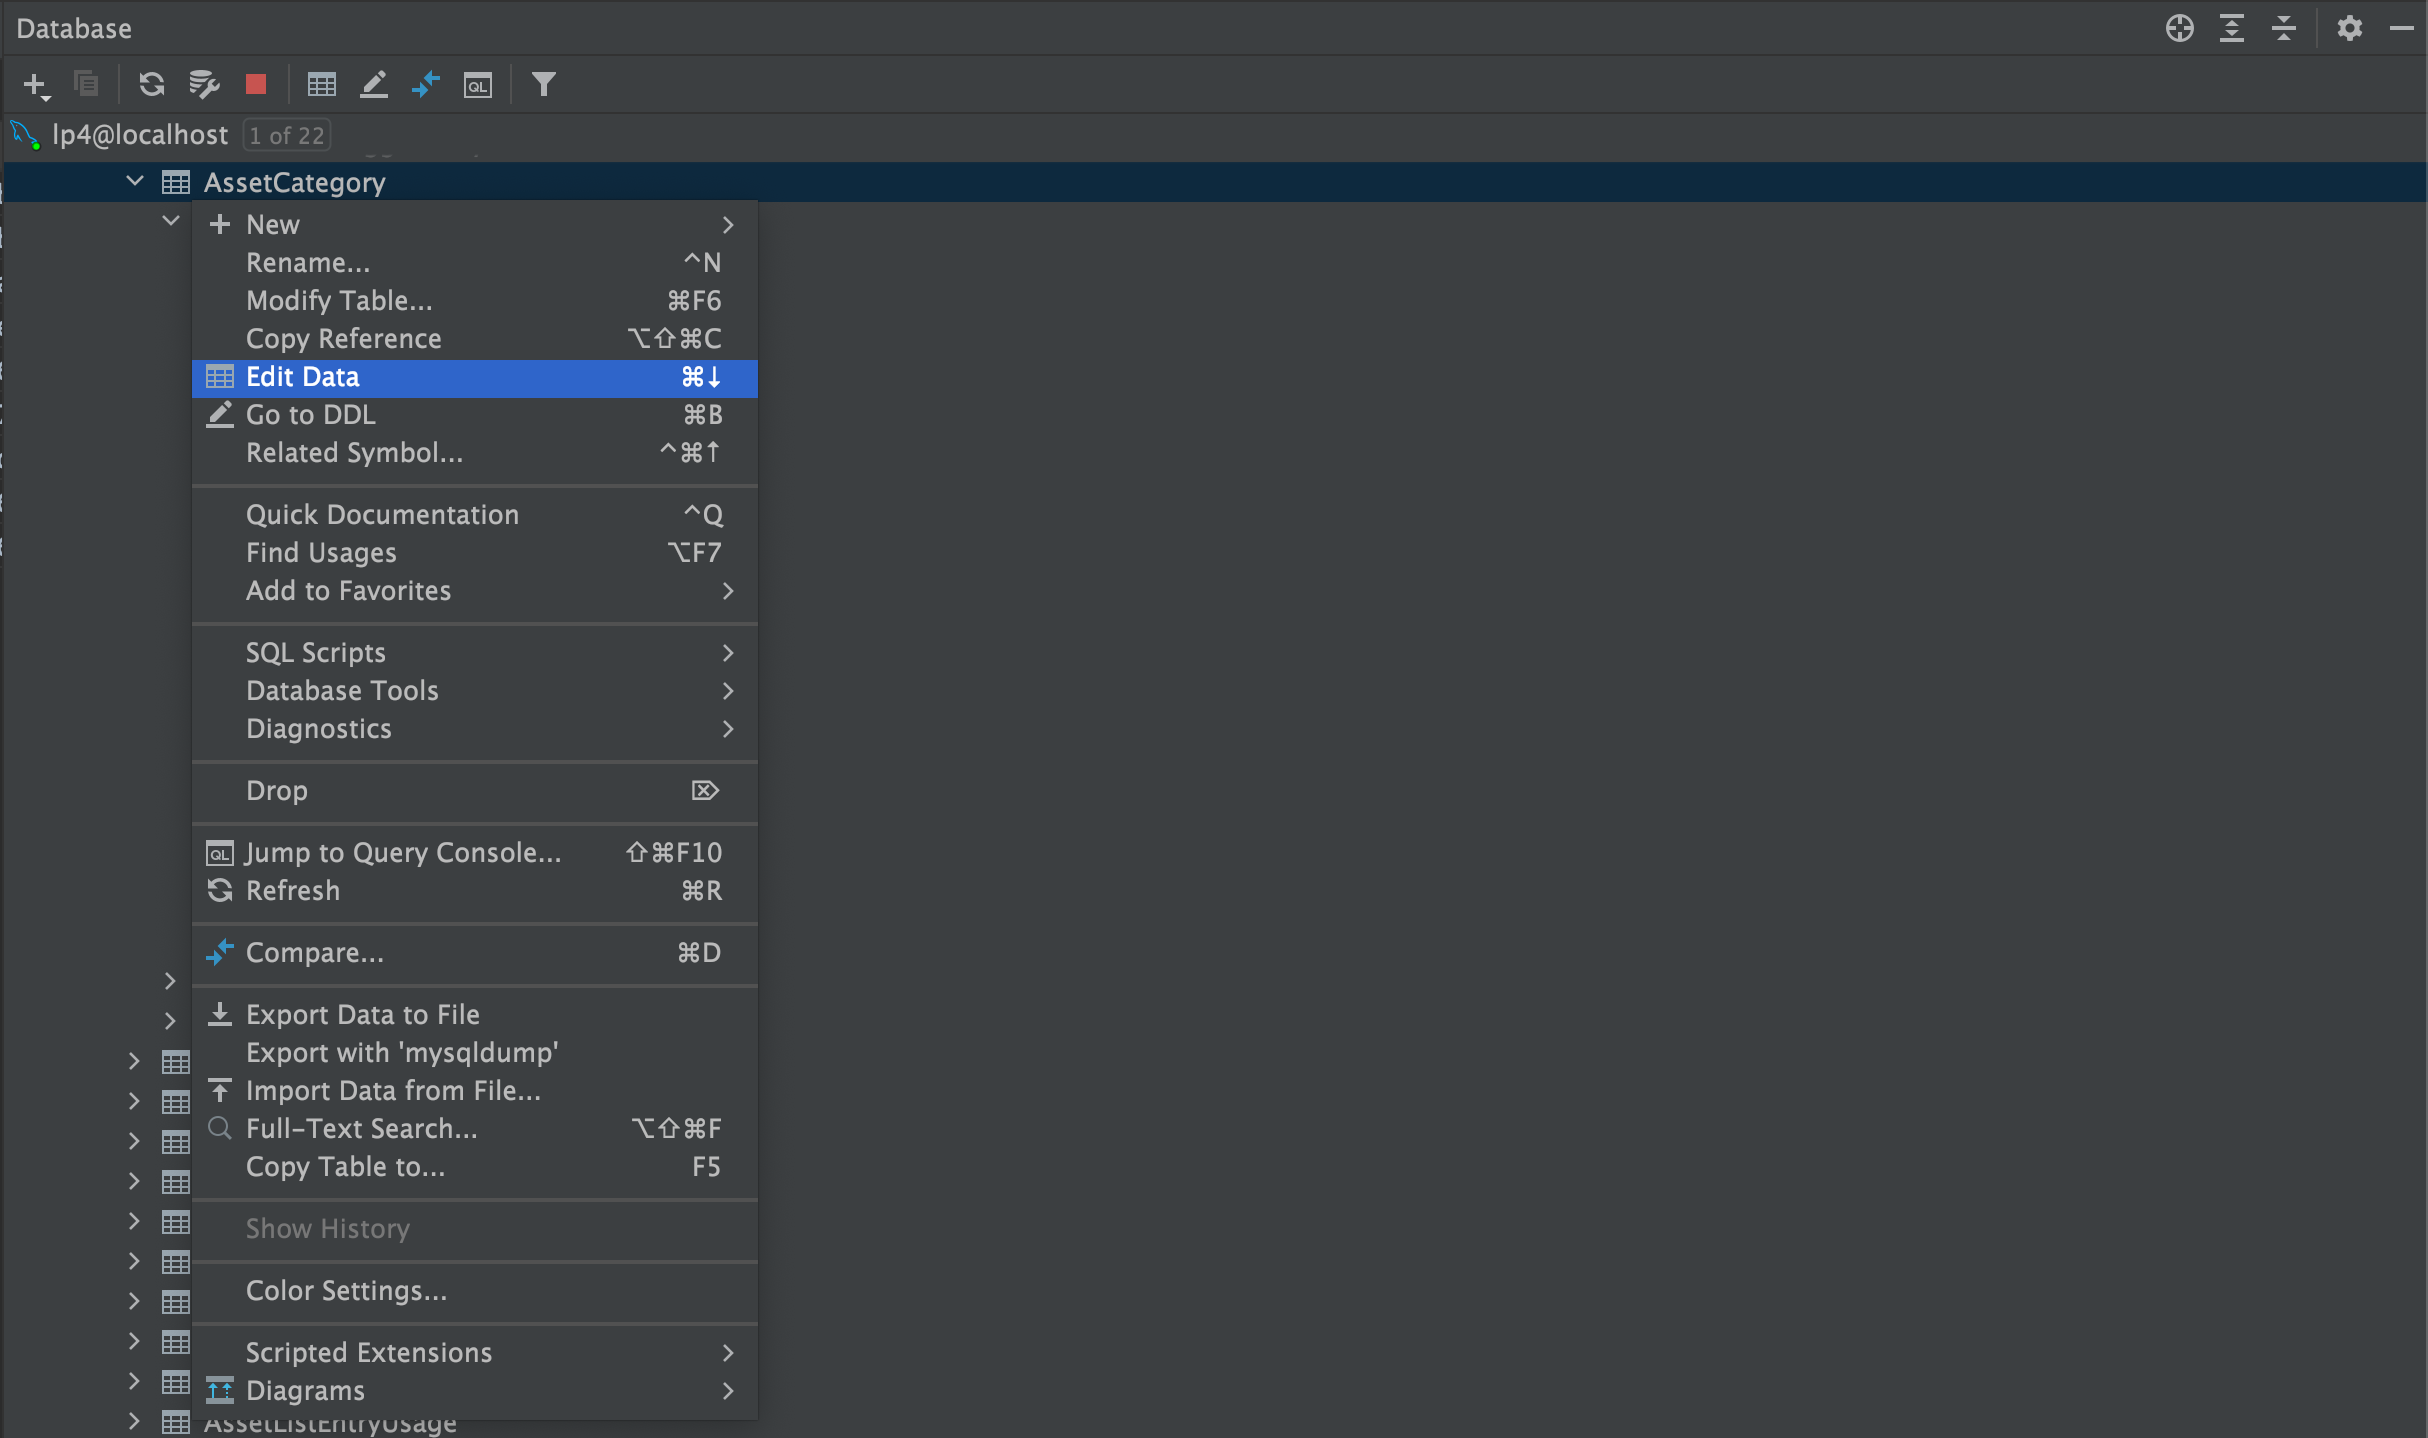 Database
QL
lp4@localhost 1 of 22
AssetCategory
New
Rename... ^N
Modify Table... ⌘F6
Copy Reference ⌥⇧⌘C
Edit Data ⌘↓
Go to DDL ⌘B
Related Symbol... ^⌘↑
Quick Documentation ^Q
Find Usages ⌥F7
Add to Favorites
SQL Scripts
Database Tools
Diagnostics
Drop ⌦
QL Jump to Query Console... ⇧⌘F10
Refresh ⌘R
Compare... ⌘D
Export Data to File
Export with 'mysqldump'
Import Data from File...
Full-Text Search... ⌥⇧⌘F
Copy Table to... F5
Show History
Color Settings...
Scripted Extensions
Diagrams
AssetListEntryUsage